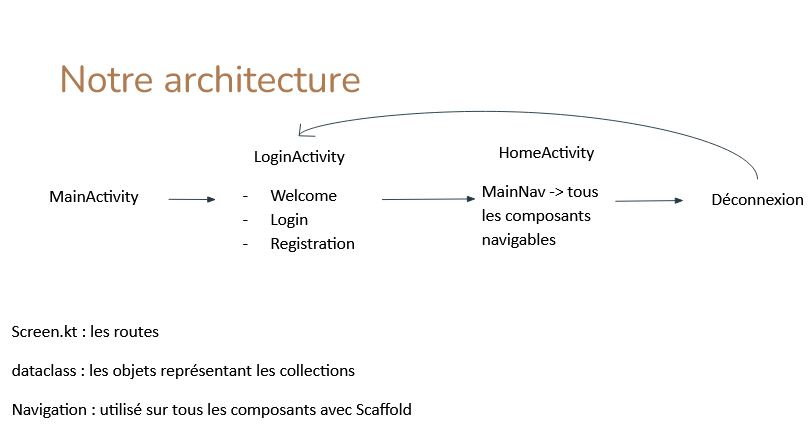 Notre architecture
LoginActivity
HomeActivity
MainActivity
- Welcome
- Login
- Registration
MainNav -> tous
les composants
navigables
Déconnexion
Screen.kt : les routes
dataclass : les objets représentant les collections
Navigation : utilisé sur tous les composants avec Scaffold